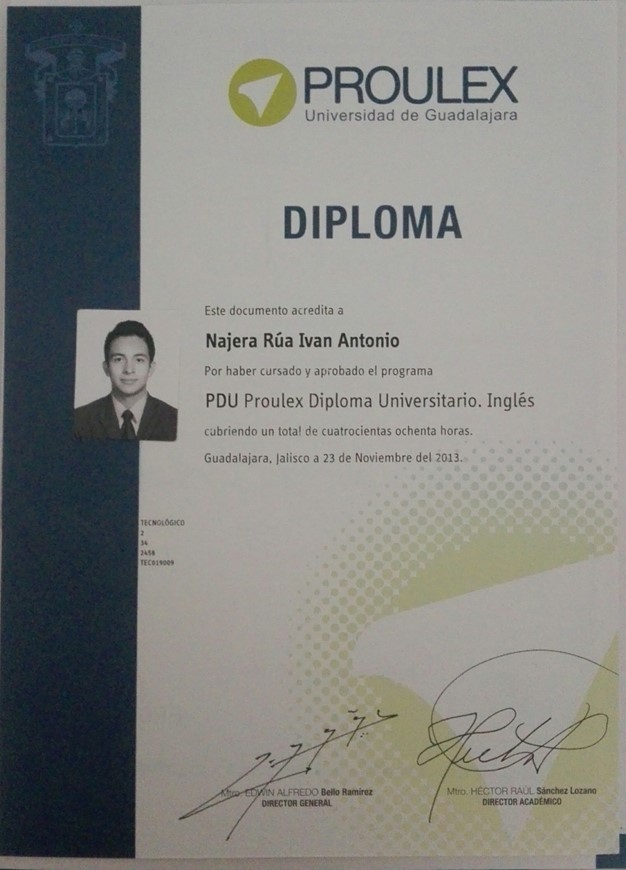 PROULEX
Universidad de Guadalajara
DIPLOMA
Este documento acredita a
Najera Rúa Ivan Antonio
Por haber cursado y aprobado el programa
PDU Proulex Diploma Universitario. Inglés
cubriendo un total de cuatrocientas ochenta horas.
Guadalajara, Jalisco a 23 de Noviembre del 2013.
TECNOLÓGICO
2
34
2458
TEC019009
Mtro. EDWIN ALFREDO Bello Ramírez
DIRECTOR GENERAL
Mtro. HÉCTOR RAÚL Sánchez Lozano
DIRECTOR ACADÉMICO